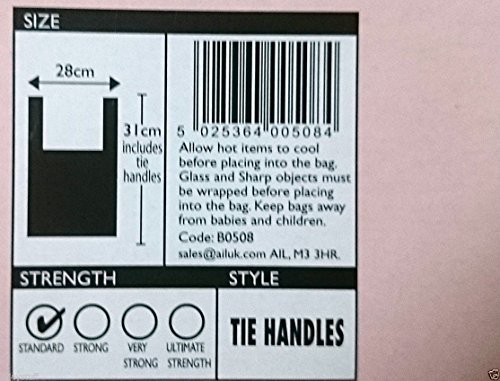 SIZE
28cm
31cm
includes
tie
handles
5 025364 005084
Allow hot items to cool
before placing into the bag.
Glass and Sharp objects must
be wrapped before placing
into the bag. Keep bags away
from babies and children.
Code: B0508
sales@ailuk.com AIL, M3 3HR.
STRENGTH
STANDARD
STRONG
VERY
STRONG
ULTIMATE
STRENGTH
STYLE
TIE HANDLES